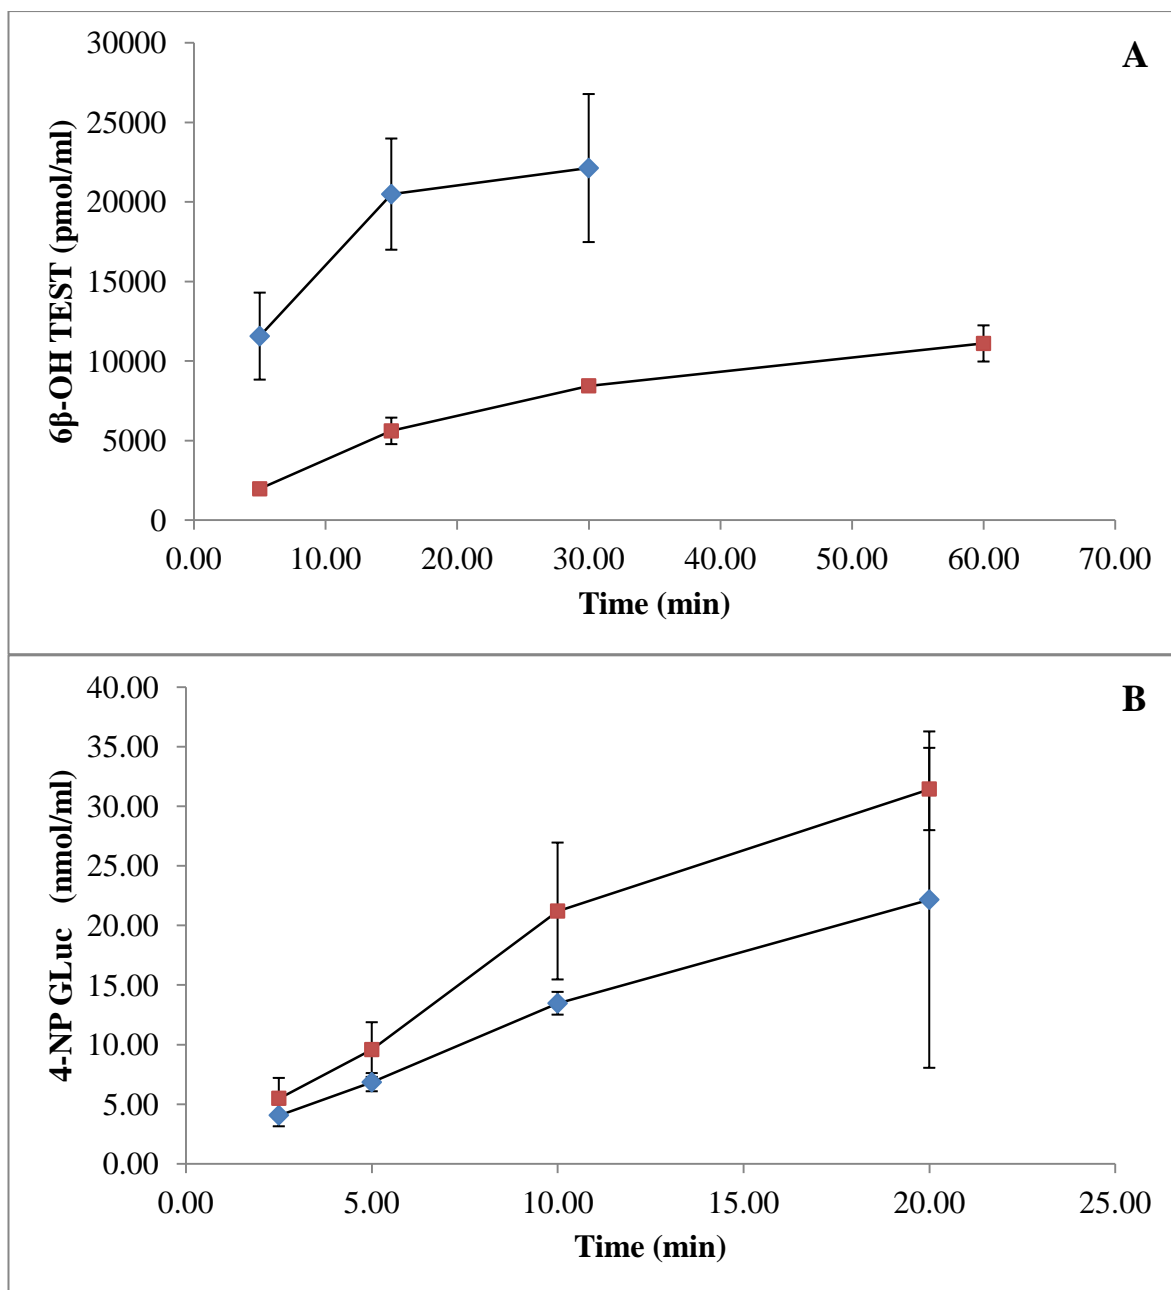 A
30000
25000
20000
15000
10000
5000
0
6β-OH TEST (pmol/ml)
0.00 10.00 20.00 30.00 40.00 50.00 60.00 70.00
Time (min)
B
40.00
35.00
30.00
25.00
20.00
15.00
10.00
5.00
0.00
4-NP GLuc (nmol/ml)
0.00 5.00 10.00 15.00 20.00 25.00
Time (min)